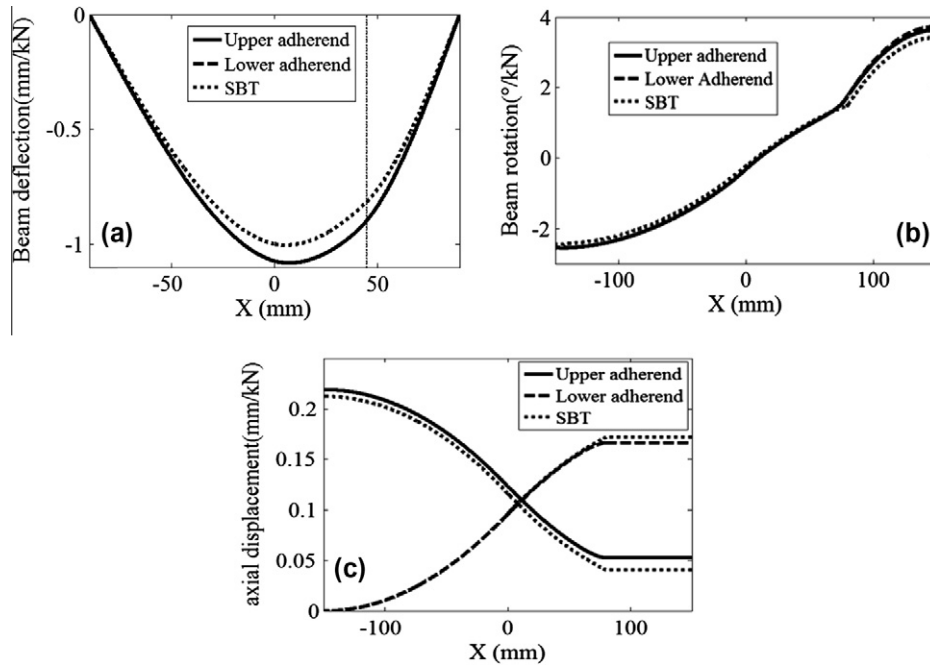 0
-0.5
-1
Beam deflection(mm/kN)
Upper adherend
Lower adherend
SBT
(a)
-50
0
50
X (mm)
4
2
0
-2
Beam rotation(°/kN)
Upper adherend
Lower Adherend
SBT
(b)
-100
0
100
X (mm)
0.2
0.15
0.1
0.05
0
axial displacement(mm/kN)
Upper adherend
Lower adherend
SBT
(c)
-100
0
100
X (mm)